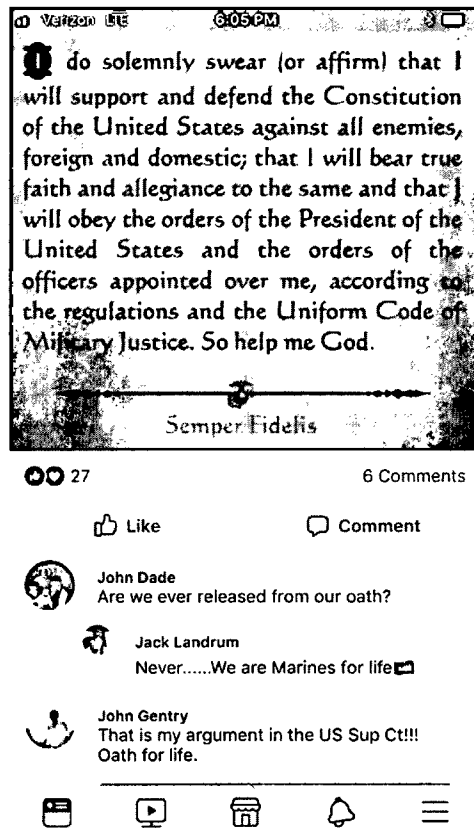 Verizon LTE 6:05 PM
I do solemnly swear (or affirm) that I
will support and defend the Constitution
of the United States against all enemies,
foreign and domestic; that I will bear true
faith and allegiance to the same and that I
will obey the orders of the President of the
United States and the orders of the
officers appointed over me, according to
the regulations and the Uniform Code of
Military Justice. So help me God.
Semper Fidelis
27 6 Comments
Like Comment
John Dade
Are we ever released from our oath?
Jack Landrum
Never......We are Marines for life
John Gentry
That is my argument in the US Sup Ct!!!
Oath for life.